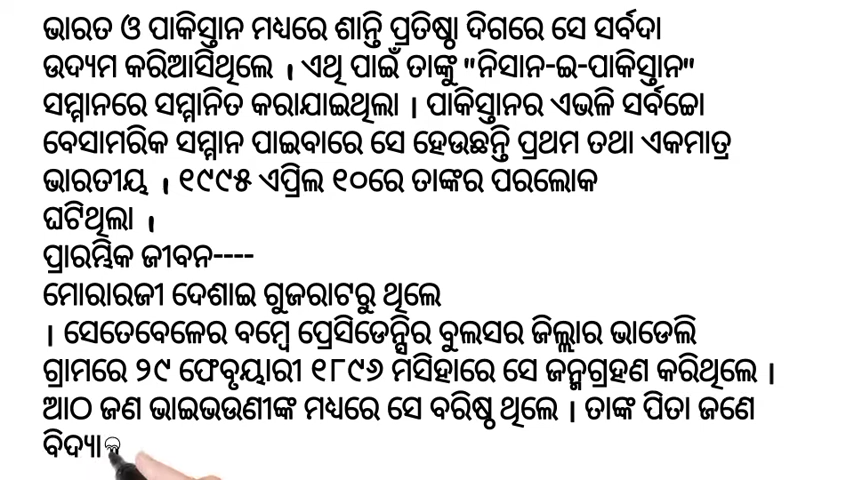 ଭାରତ ଓ ପାକିସ୍ତାନ ମଧ୍ୟରେ ଶାନ୍ତି ପ୍ରତିଷ୍ଠା ଦିଗରେ ସେ ସର୍ବଦା
ଉଦ୍ୟମ କରିଆସିଥିଲେ । ଏଥି ପାଇଁ ତାଙ୍କୁ "ନିସାନ-ଇ-ପାକିସ୍ତାନ"
ସମ୍ମାନରେ ସମ୍ମାନିତ କରାଯାଇଥିଲା । ପାକିସ୍ତାନର ଏଭଳି ସର୍ବୋଚ୍ଚ
ବେସାମରିକ ସମ୍ମାନ ପାଇବାରେ ସେ ହେଉଛନ୍ତି ପ୍ରଥମ ତଥା ଏକମାତ୍ର
ଭାରତୀୟ । ୧୯୯୫ ଏପ୍ରିଲ ୧୦ରେ ତାଙ୍କର ପରଲୋକ
ଘଟିଥିଲା ।
ପ୍ରାରମ୍ଭିକ ଜୀବନ----
ମୋରାରଜୀ ଦେଶାଇ ଗୁଜରାଟରୁ ଥିଲେ
। ସେତେବେଳେର ବମ୍ବେ ପ୍ରେସିଡେନ୍ସିର ବୁଲସର ଜିଲ୍ଲାର ଭାଡେଲି
ଗ୍ରାମରେ ୨୯ ଫେବୃୟାରୀ ୧୮୯୬ ମସିହାରେ ସେ ଜନ୍ମଗ୍ରହଣ କରିଥିଲେ ।
ଆଠ ଜଣ ଭାଇଭଉଣୀଙ୍କ ମଧ୍ୟରେ ସେ ବରିଷ୍ଠ ଥିଲେ । ତାଙ୍କ ପିତା ଜଣେ